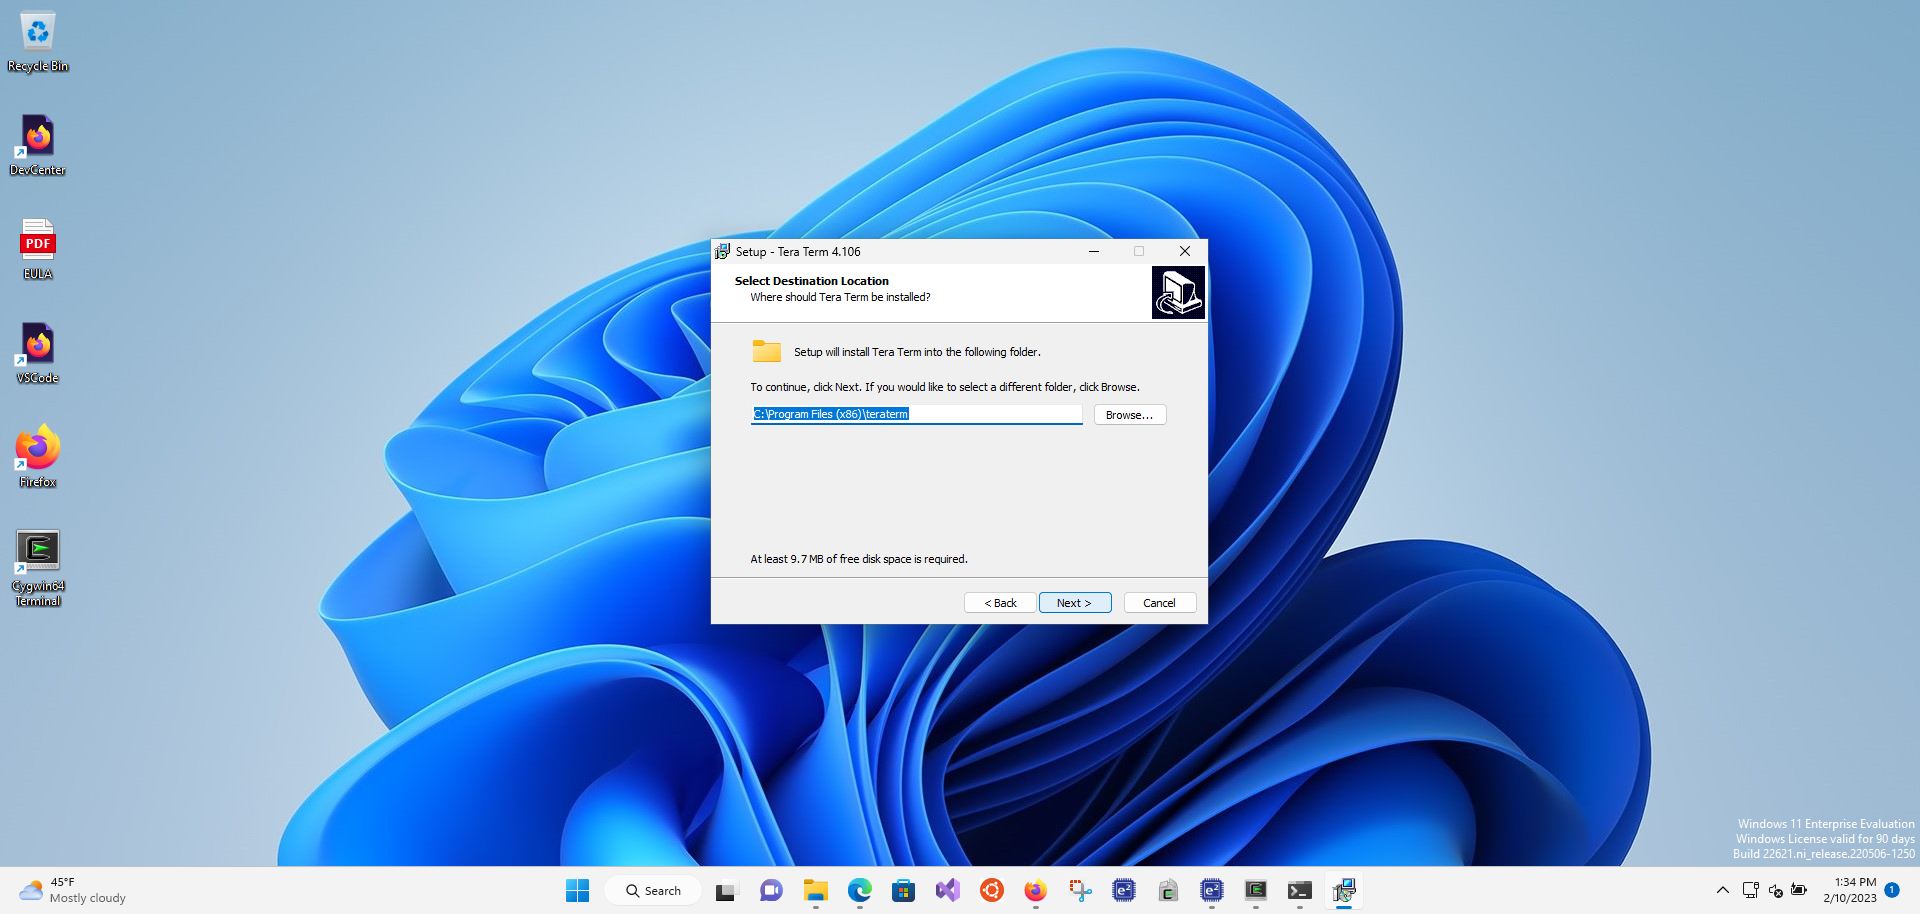 Recycle Bin
DevCenter
PDF
EULA
VSCode
Firefox
Cygwin64
Terminal
Setup - Tera Term 4.106
Select Destination Location
Where should Tera Term be installed?
Setup will install Tera Term into the following folder.
To continue, click Next. If you would like to select a different folder, click Browse.
C:\Program Files (x86)\teraterm
Browse...
At least 9.7 MB of free disk space is required.
< Back
Next >
Cancel
Windows 11 Enterprise Evaluation
Windows License valid for 90 days
Build 22621.ni_release.220506-1250
45°F
Mostly cloudy
Search
e²
e²
1:34 PM
2/10/2023
1